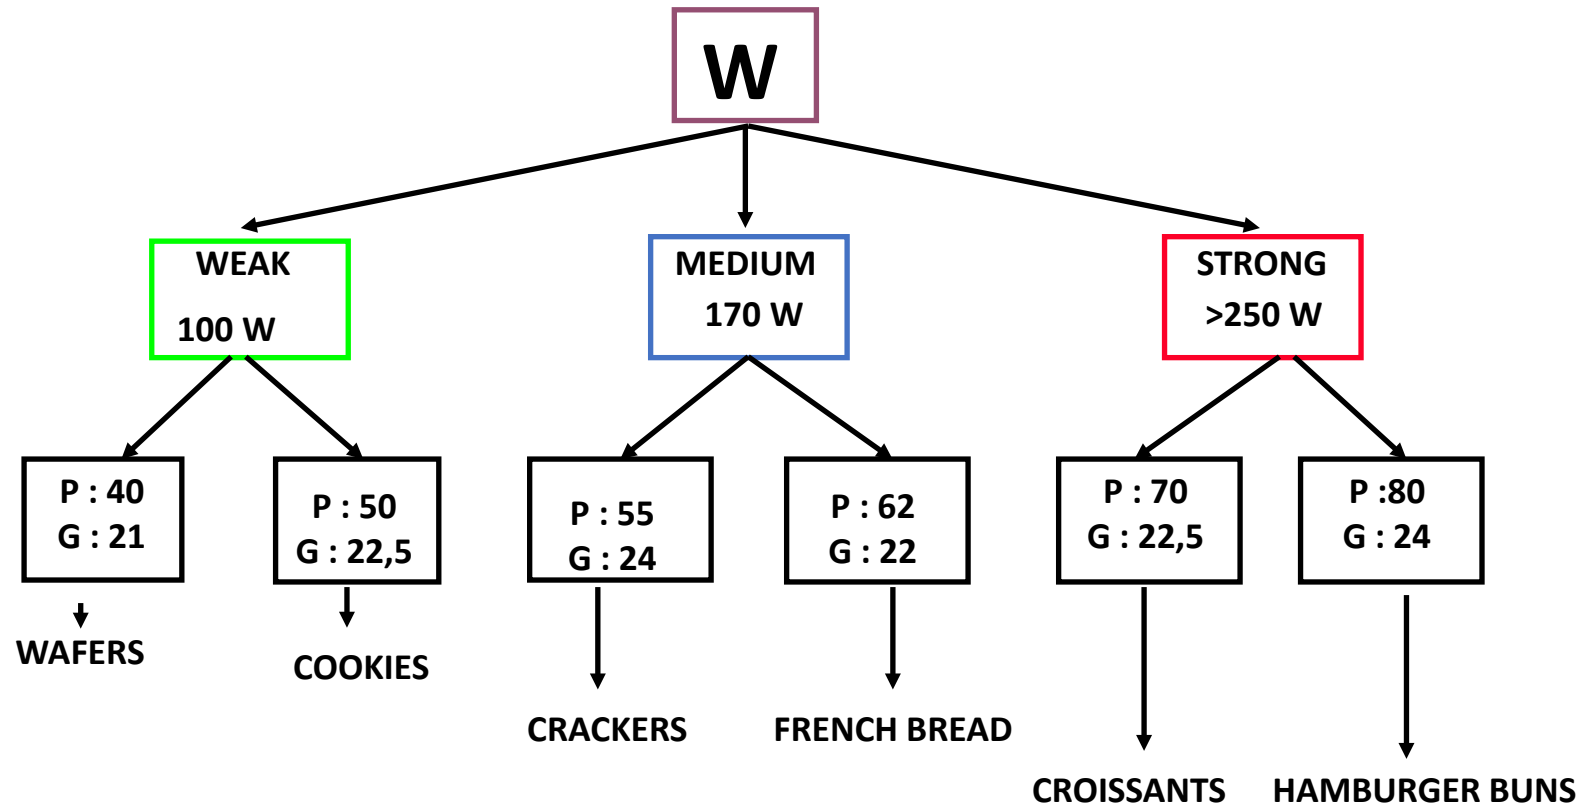 W
WEAK
100 W
MEDIUM
170 W
STRONG
>250 W
P : 40
G : 21
P : 50
G : 22,5
P : 55
G : 24
P : 62
G : 22
P : 70
G : 22,5
P :80
G : 24
WAFERS
COOKIES
CRACKERS
FRENCH BREAD
CROISSANTS
HAMBURGER BUNS